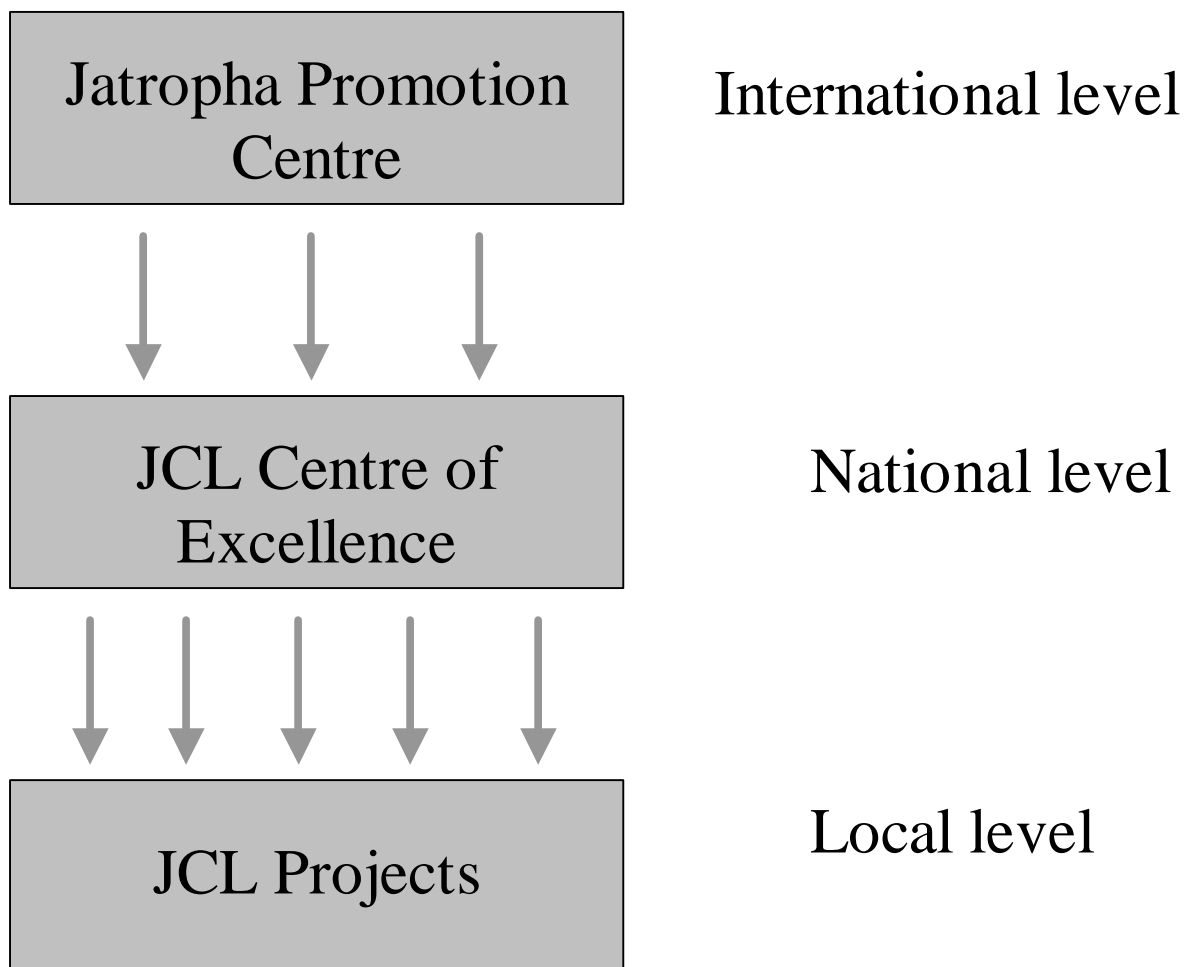 Jatropha Promotion
Centre
International level
JCL Centre of
Excellence
National level
JCL Projects
Local level